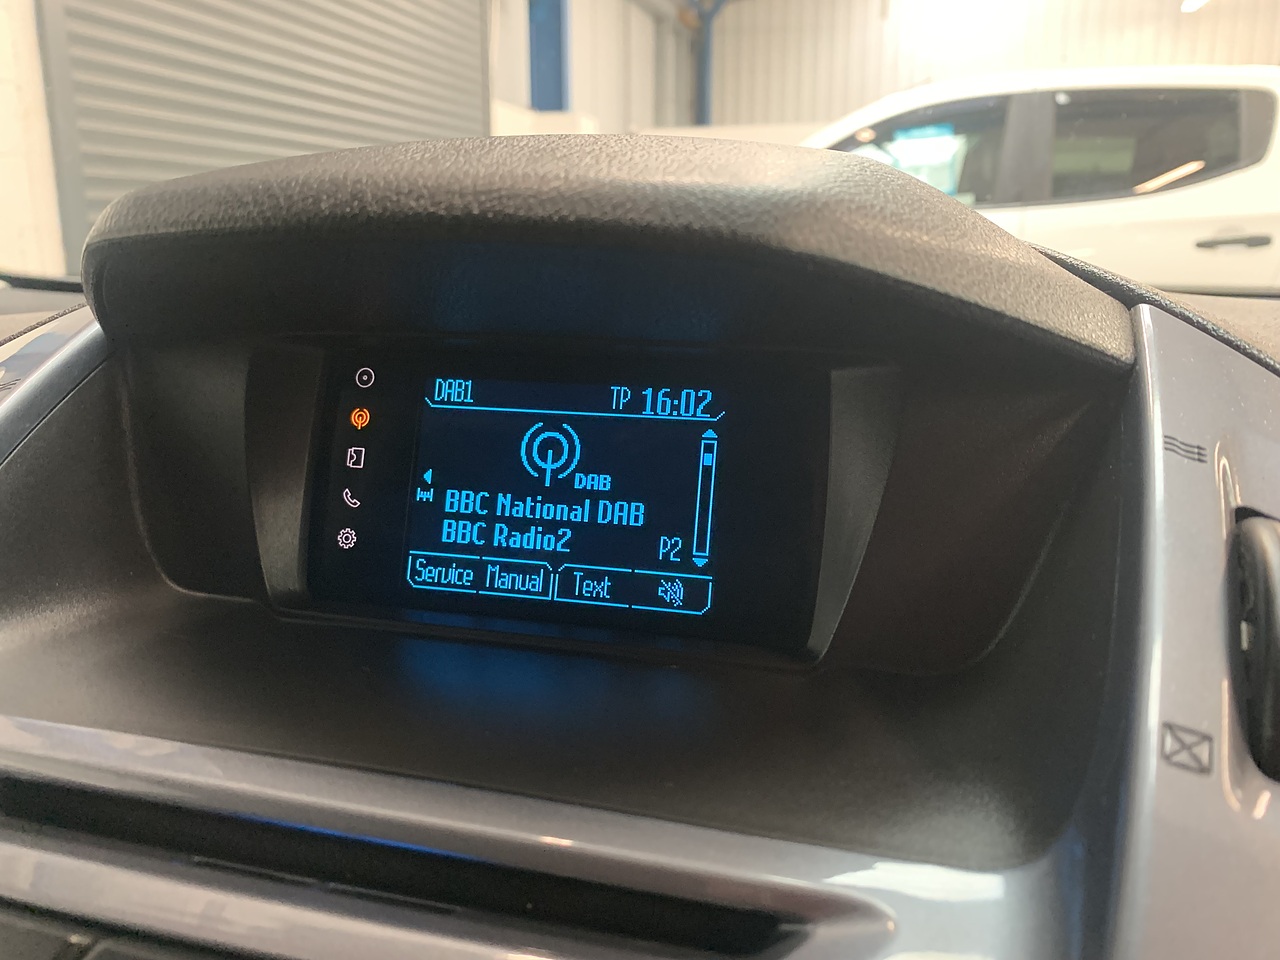 DAB1 TP 16:02
DAB
BBC National DAB
BBC Radio2 P2
Service Manual Text